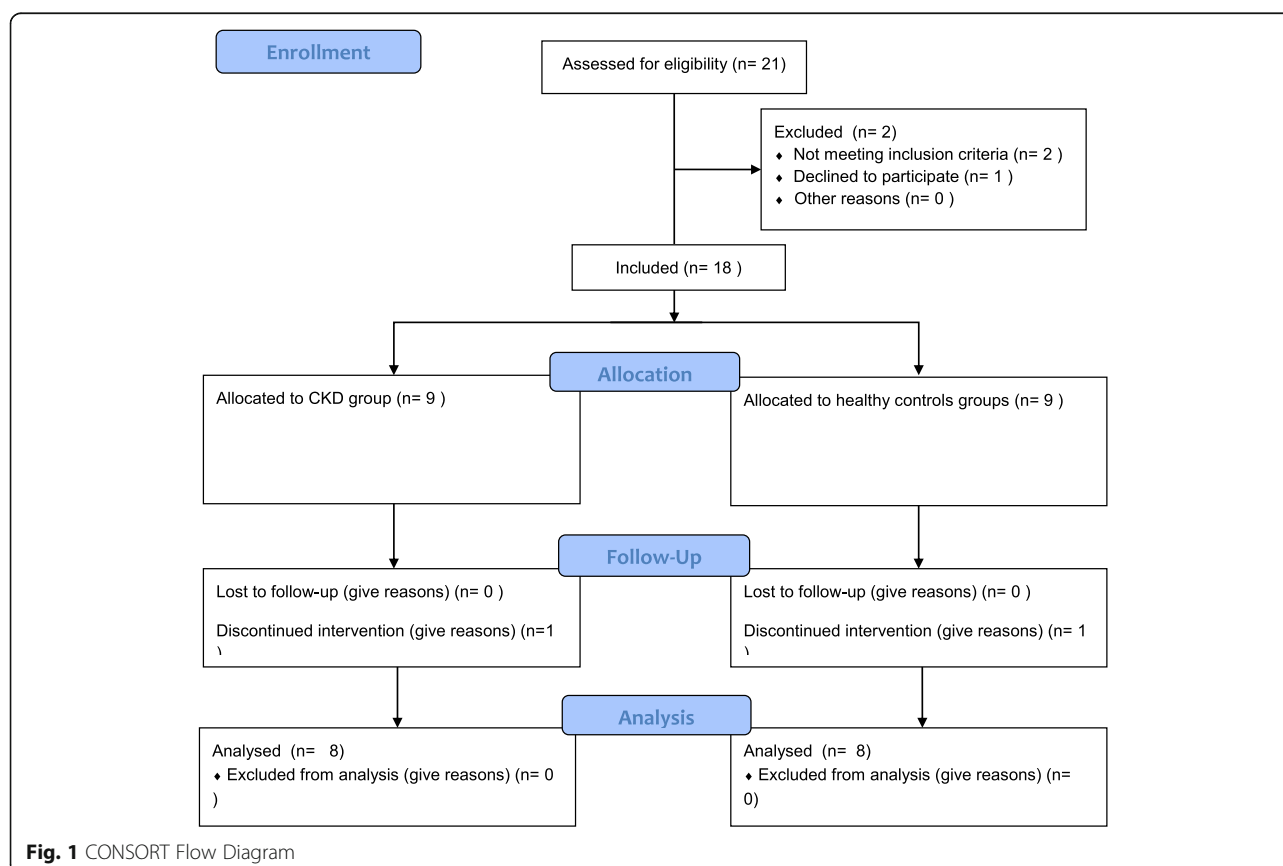 Enrollment
Assessed for eligibility (n= 21)
Excluded (n= 2)
♦ Not meeting inclusion criteria (n= 2 )
♦ Declined to participate (n= 1 )
♦ Other reasons (n= 0 )
Included (n= 18 )
Allocation
Allocated to CKD group (n= 9 )
Allocated to healthy controls groups (n= 9 )
Follow-Up
Lost to follow-up (give reasons) (n= 0 )
Discontinued intervention (give reasons) (n=1
)
Lost to follow-up (give reasons) (n= 0 )
Discontinued intervention (give reasons) (n= 1
)
Analysis
Analysed (n= 8)
♦ Excluded from analysis (give reasons) (n= 0
)
Analysed (n= 8)
♦ Excluded from analysis (give reasons) (n=
0)
Fig. 1 CONSORT Flow Diagram